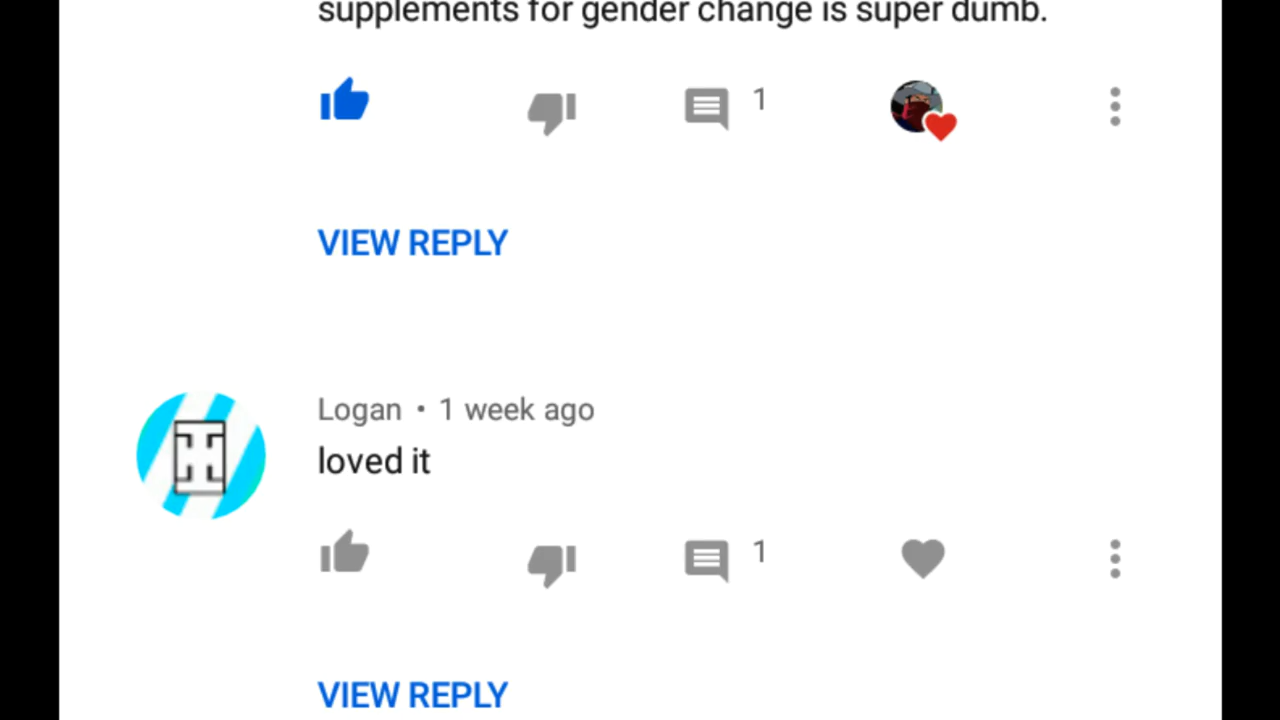 supplements for gender change is super dumb.
1
VIEW REPLY
Logan • 1 week ago
loved it
1
VIEW REPLY